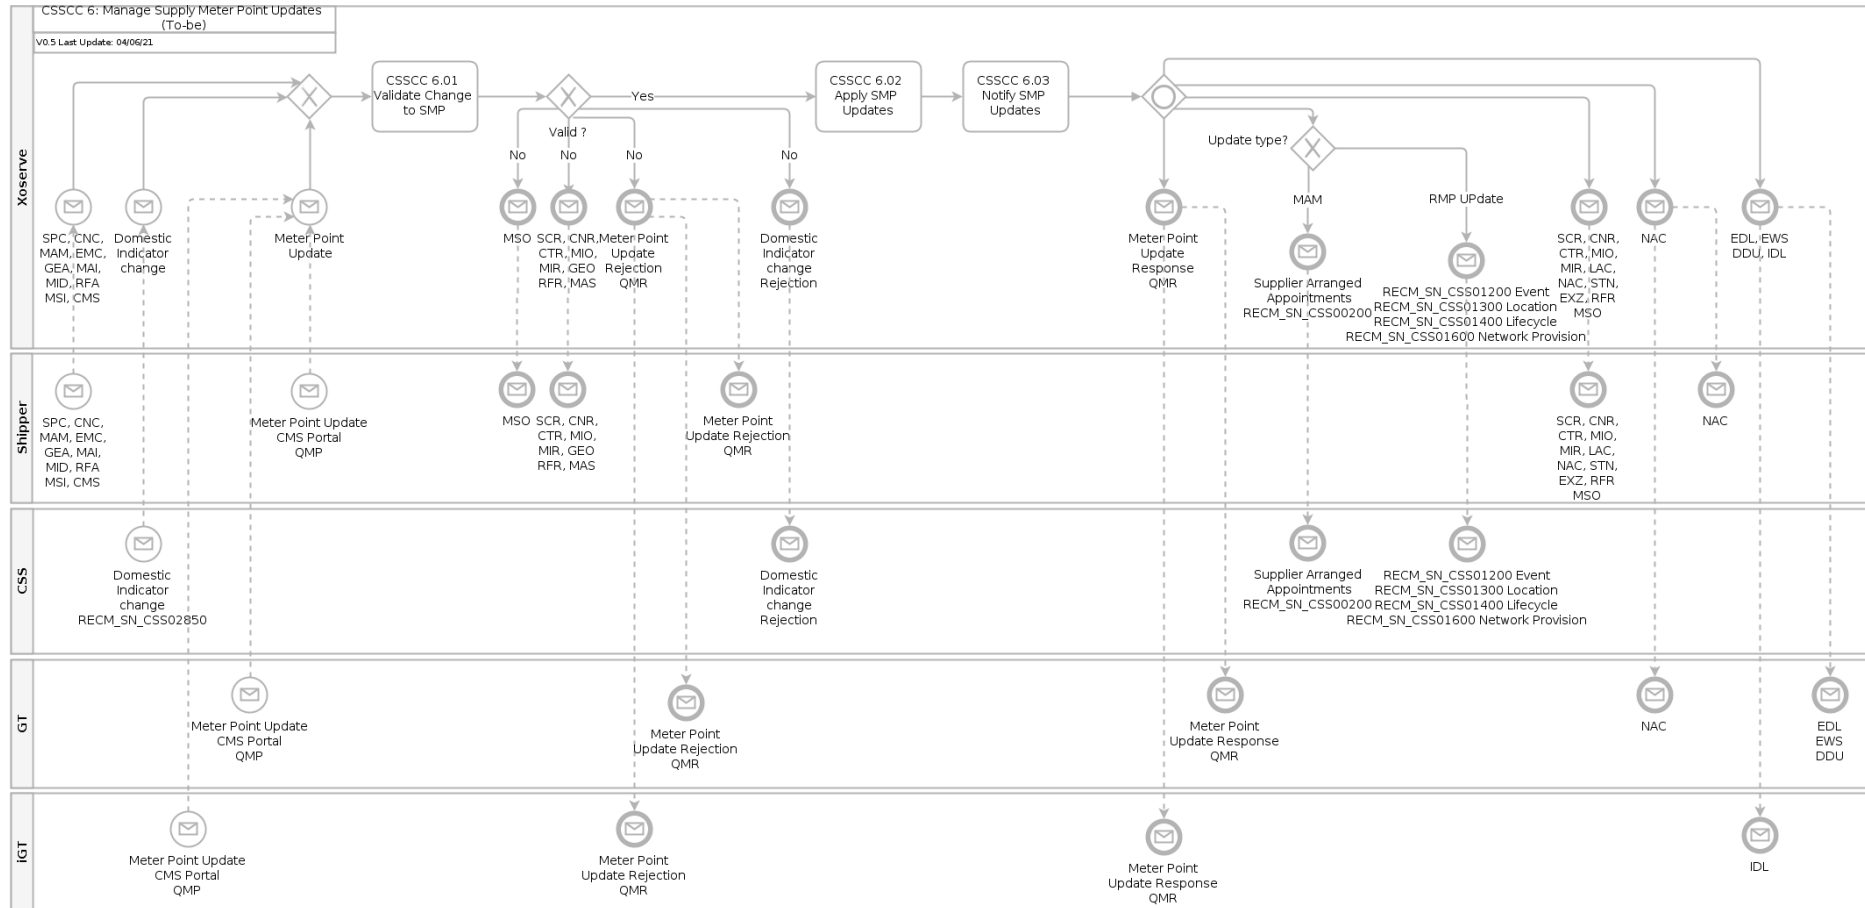 CSSCC 6: Manage Supply Meter Point Updates
(To-be)
V0.5 Last Update: 04/06/21
Xoserve
CSSCC 6.01
Validate Change
to SMP
Valid ?
Yes
No
No
No
No
CSSCC 6.02
Apply SMP
Updates
CSSCC 6.03
Notify SMP
Updates
Update type?
MAM
RMP UPdate
SPC, CNC,
MAM, EMC,
GEA, MAI,
MID, RFA
MSI, CMS
Domestic
Indicator
change
Meter Point
Update
MSO
SCR, CNR,
CTR, MIO,
MIR, GEO
RFR, MAS
Meter Point
Update
Rejection
QMR
Domestic
Indicator
change
Rejection
Meter Point
Update
Response
QMR
Supplier Arranged
Appointments
RECM_SN_CSS00200
RECM_SN_CSS01200 Event
RECM_SN_CSS01300 Location
RECM_SN_CSS01400 Lifecycle
RECM_SN_CSS01600 Network Provision
SCR, CNR,
CTR, MIO,
MIR, LAC,
NAC, STN,
EXZ, RFR
MSO
NAC
EDL, EWS
DDU, IDL
Shipper
SPC, CNC,
MAM, EMC,
GEA, MAI,
MID, RFA
MSI, CMS
Meter Point Update
CMS Portal
QMP
MSO
SCR, CNR,
CTR, MIO,
MIR, GEO
RFR, MAS
Meter Point
Update Rejection
QMR
SCR, CNR,
CTR, MIO,
MIR, LAC,
NAC, STN,
EXZ, RFR
MSO
NAC
CSS
Domestic
Indicator
change
RECM_SN_CSS02850
Domestic
Indicator
change
Rejection
Supplier Arranged
Appointments
RECM_SN_CSS00200
RECM_SN_CSS01200 Event
RECM_SN_CSS01300 Location
RECM_SN_CSS01400 Lifecycle
RECM_SN_CSS01600 Network Provision
GT
Meter Point Update
CMS Portal
QMP
Meter Point
Update Rejection
QMR
Meter Point
Update Response
QMR
NAC
EDL
EWS
DDU
iGT
Meter Point Update
CMS Portal
QMP
Meter Point
Update Rejection
QMR
Meter Point
Update Response
QMR
IDL